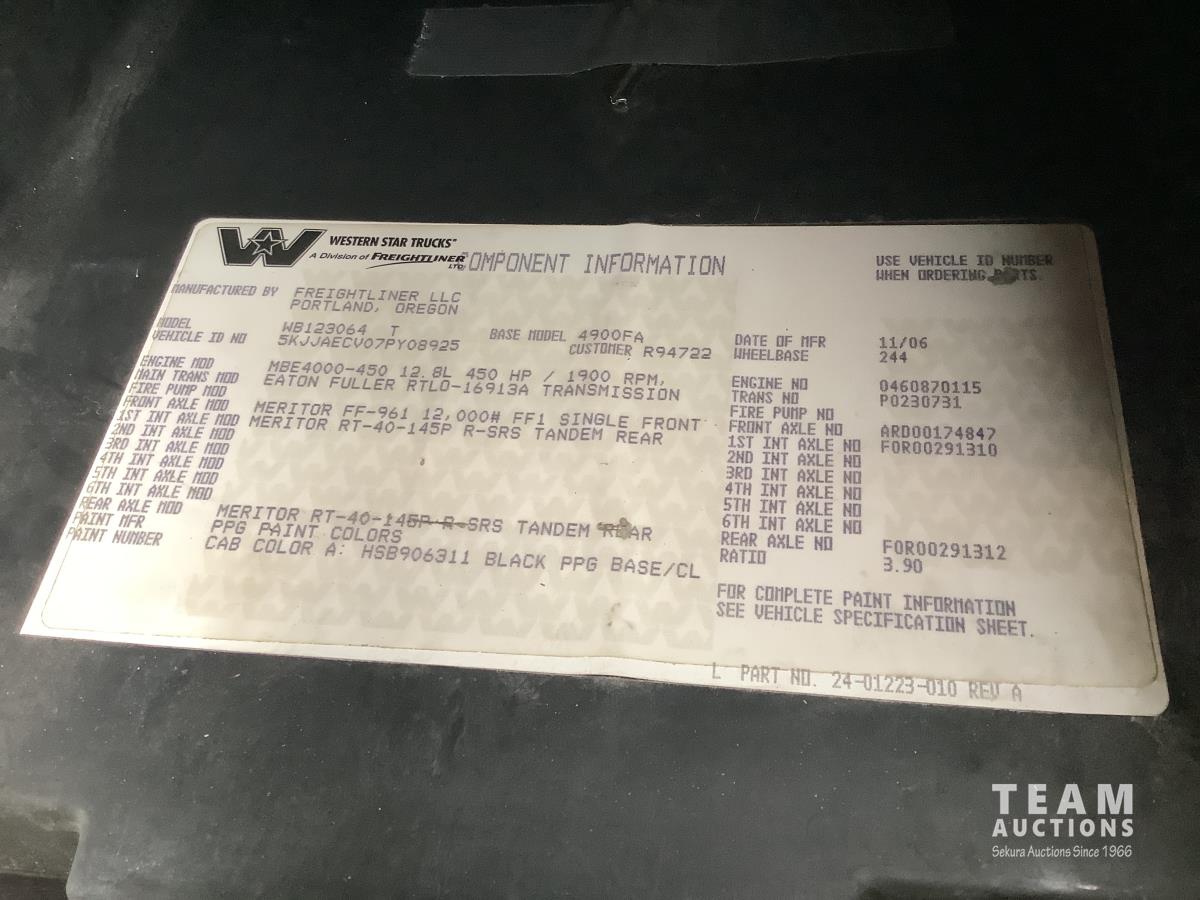 WESTERN STAR TRUCKS
A Division of FREIGHTLINER LTD
COMPONENT INFORMATION
USE VEHICLE ID NUMBER
WHEN ORDERING PARTS.
MANUFACTURED BY FREIGHTLINER LLC
PORTLAND, OREGON
MODEL WB123064 T
BASE MODEL 4900FA
VEHICLE ID NO 5KJJAECV07PY08925
CUSTOMER R94722
ENGINE MOD MBE4000-450 12.8L 450 HP / 1900 RPM,
MAIN TRANS MOD EATON FULLER RTLO-16913A TRANSMISSION
FIRE PUMP MOD
FRONT AXLE MOD MERITOR FF-961 12,000# FF1 SINGLE FRONT
1ST INT AXLE MOD MERITOR RT-40-145P R-SRS TANDEM REAR
2ND INT AXLE MOD
3RD INT AXLE MOD
4TH INT AXLE MOD
5TH INT AXLE MOD
6TH INT AXLE MOD
REAR AXLE MOD MERITOR RT-40-145P R-SRS TANDEM REAR
PAINT MFR PPG PAINT COLORS
PAINT NUMBER CAB COLOR A: HSB906311 BLACK PPG BASE/CL
DATE OF MFR 11/06
WHEELBASE 244
ENGINE NO 0460870115
TRANS NO P0230731
FIRE PUMP NO
FRONT AXLE NO ARD00174847
1ST INT AXLE NO FOR00291310
2ND INT AXLE NO
3RD INT AXLE NO
4TH INT AXLE NO
5TH INT AXLE NO
6TH INT AXLE NO
REAR AXLE NO FOR00291312
RATIO 3.90
FOR COMPLETE PAINT INFORMATION
SEE VEHICLE SPECIFICATION SHEET.
L PART NO. 24-01223-010 REV A
TEAM
AUCTIONS
Sekura Auctions Since 1966